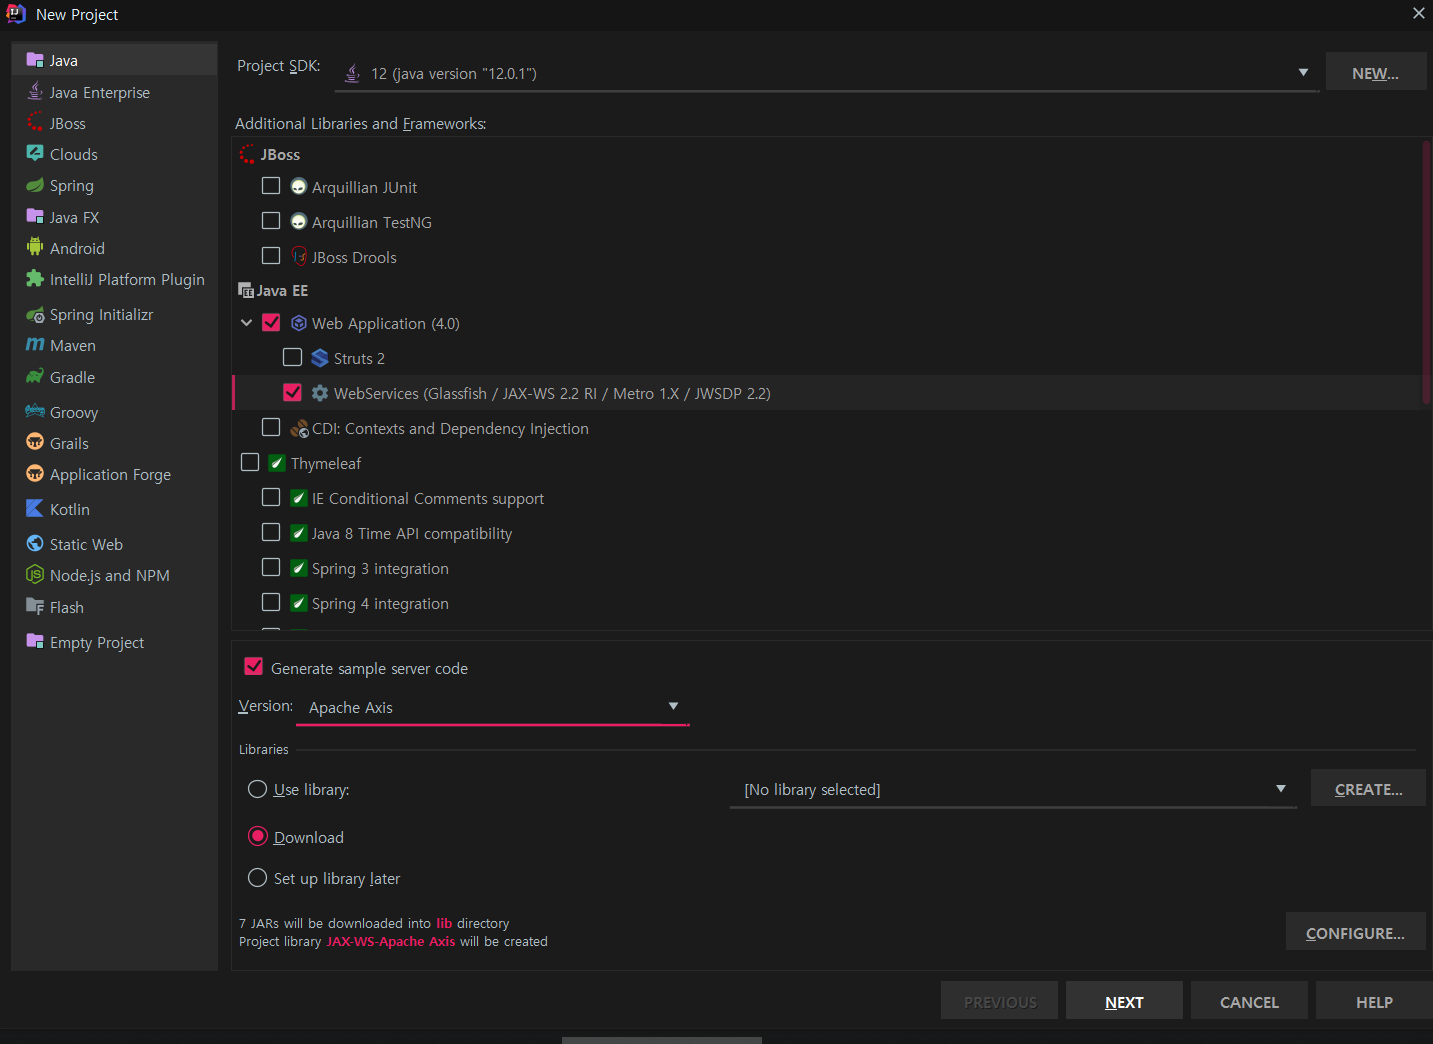 New Project
Java
Java Enterprise
JBoss
Clouds
Spring
Java FX
Android
IntelliJ Platform Plugin
Spring Initializr
Maven
Gradle
Groovy
Grails
Application Forge
Kotlin
Static Web
Node.js and NPM
Flash
Empty Project
Project SDK: 12 (java version "12.0.1") NEW...
Additional Libraries and Frameworks:
JBoss
Arquillian JUnit
Arquillian TestNG
JBoss Drools
Java EE
Web Application (4.0)
Struts 2
WebServices (Glassfish / JAX-WS 2.2 RI / Metro 1.X / JWSDP 2.2)
CDI: Contexts and Dependency Injection
Thymeleaf
IE Conditional Comments support
Java 8 Time API compatibility
Spring 3 integration
Spring 4 integration
Generate sample server code
Version: Apache Axis
Libraries
Use library: [No library selected] CREATE...
Download
Set up library later
7 JARs will be downloaded into lib directory
Project library JAX-WS-Apache Axis will be created
CONFIGURE...
PREVIOUS NEXT CANCEL HELP